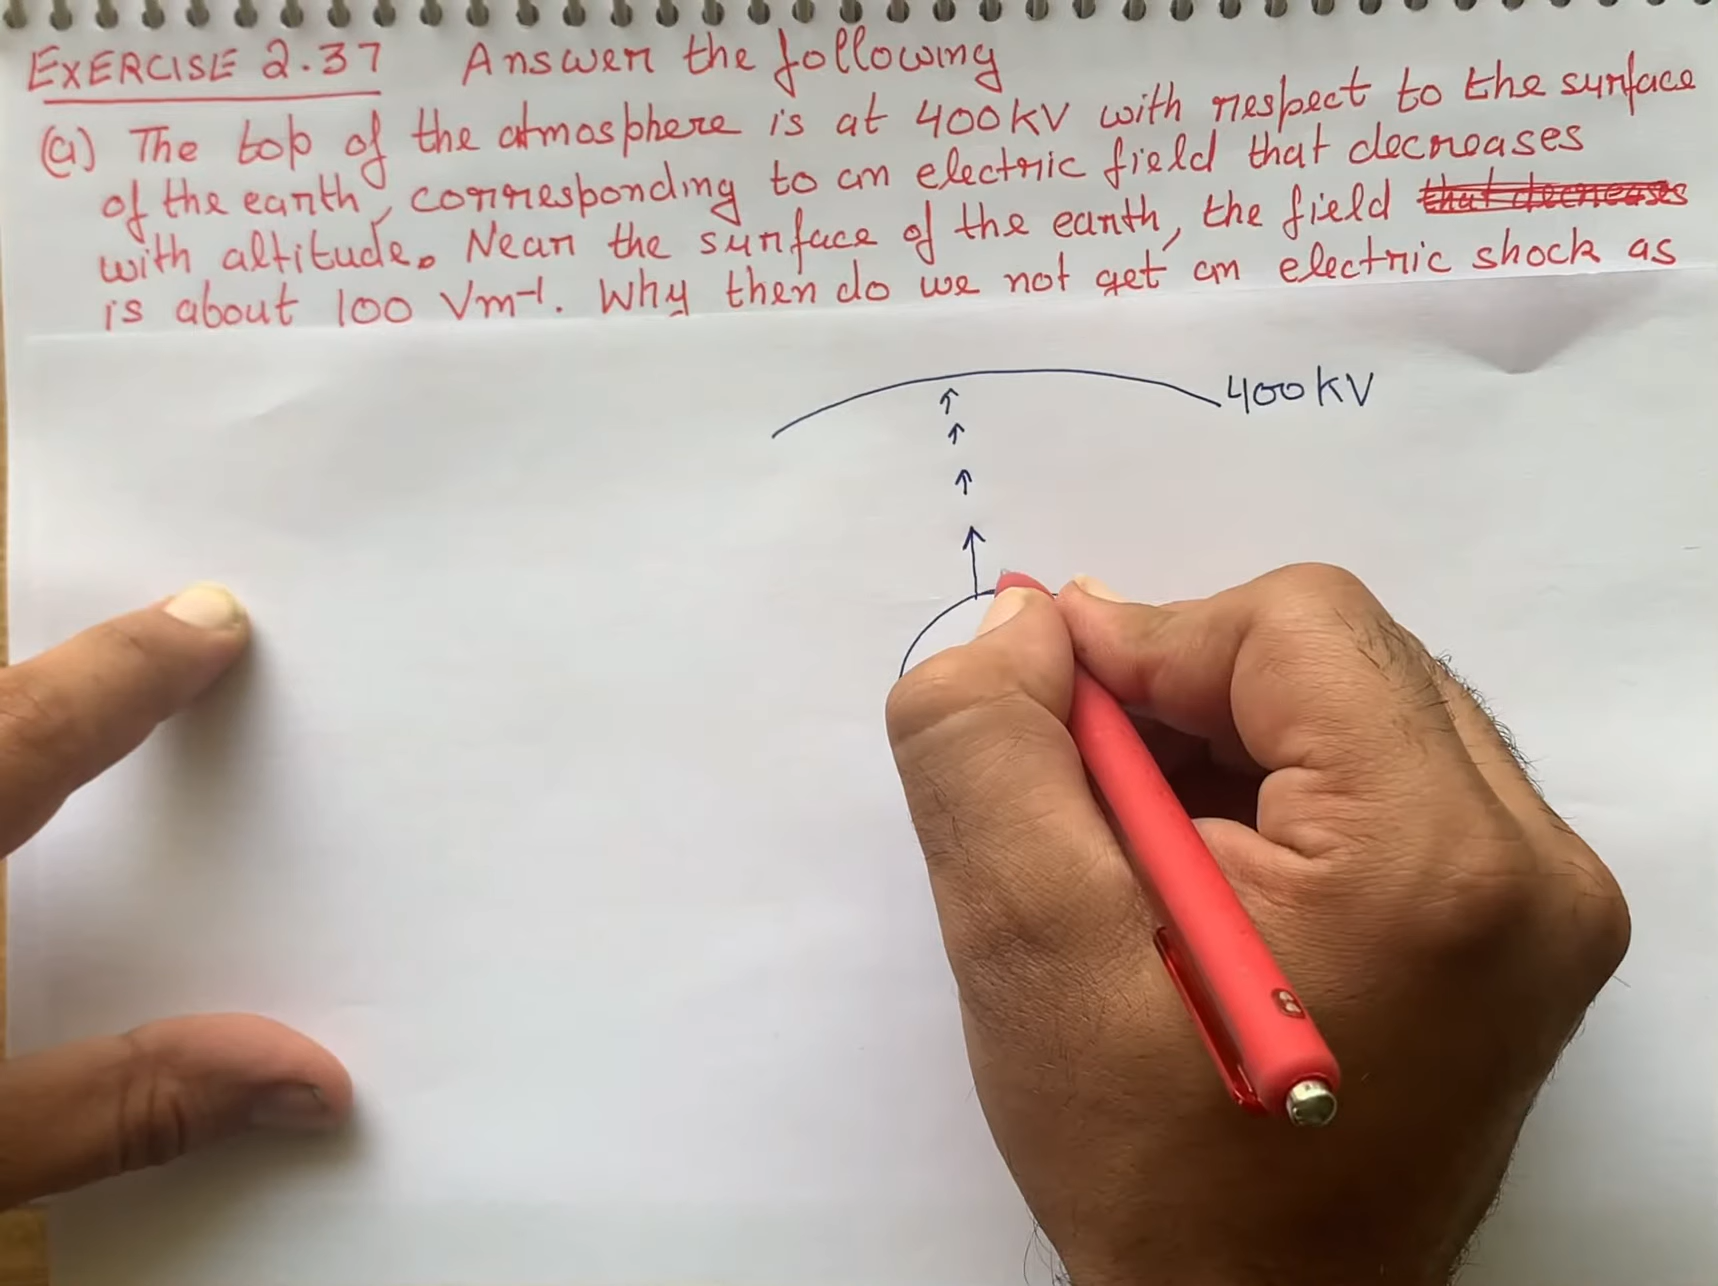 EXERCISE 2.37 Answer the following
(a) The top of the atmosphere is at 400kV with respect to the surface
of the earth, corresponding to an electric field that decreases
with altitude. Near the surface of the earth, the field that decreases
is about 100 Vm⁻¹. Why then do we not get an electric shock as
400kV